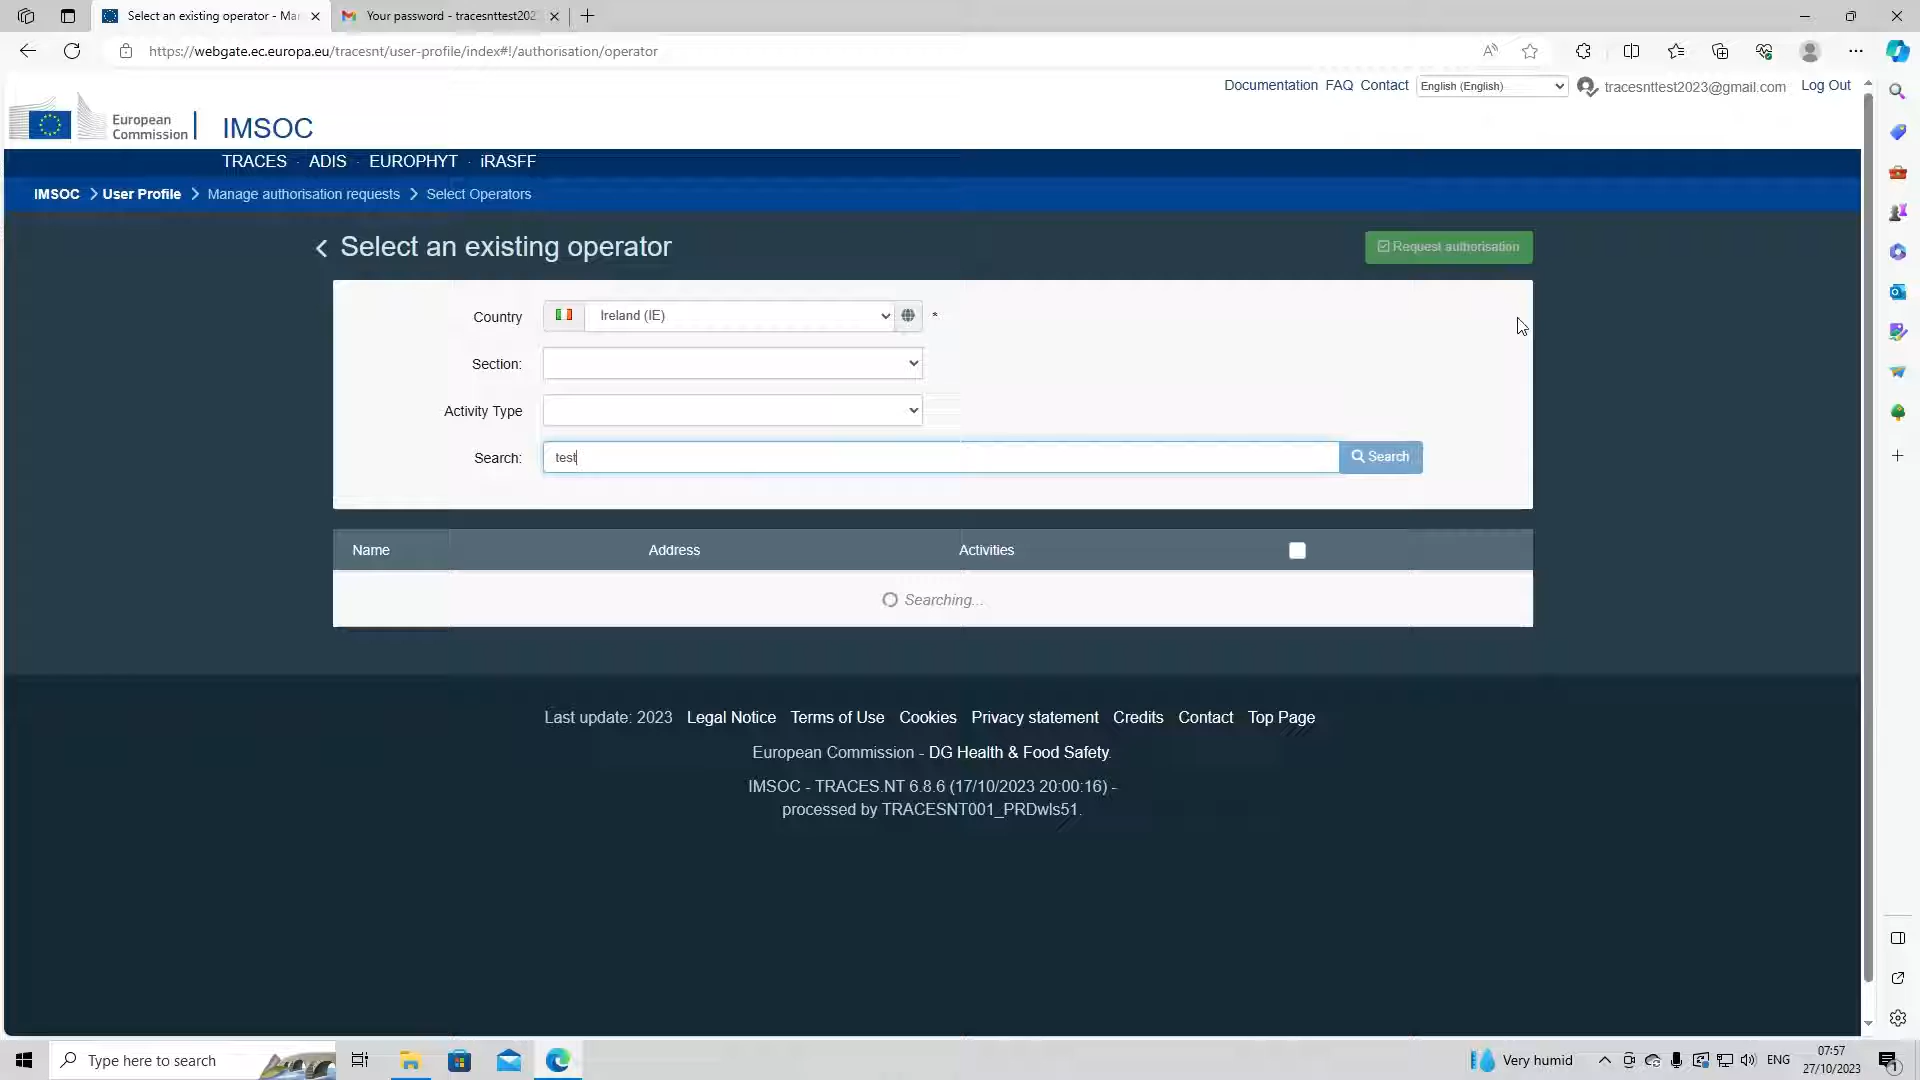 Select an existing operator - Ma
Your password - tracesnttest202
https://webgate.ec.europa.eu/tracesnt/user-profile/index#!/authorisation/operator
Documentation FAQ Contact English (English) tracesnttest2023@gmail.com Log Out
European
Commission
IMSOC
TRACES · ADIS · EUROPHYT · iRASFF
IMSOC > User Profile > Manage authorisation requests > Select Operators
Select an existing operator
Request authorisation
Country Ireland (IE) *
Section:
Activity Type
Search: test Search
Name Address Activities
Searching...
Last update: 2023 Legal Notice Terms of Use Cookies Privacy statement Credits Contact Top Page
European Commission - DG Health & Food Safety.
IMSOC - TRACES.NT 6.8.6 (17/10/2023 20:00:16) -
processed by TRACESNT001_PRDwls51.
Type here to search
Very humid
ENG
07:57
27/10/2023
1